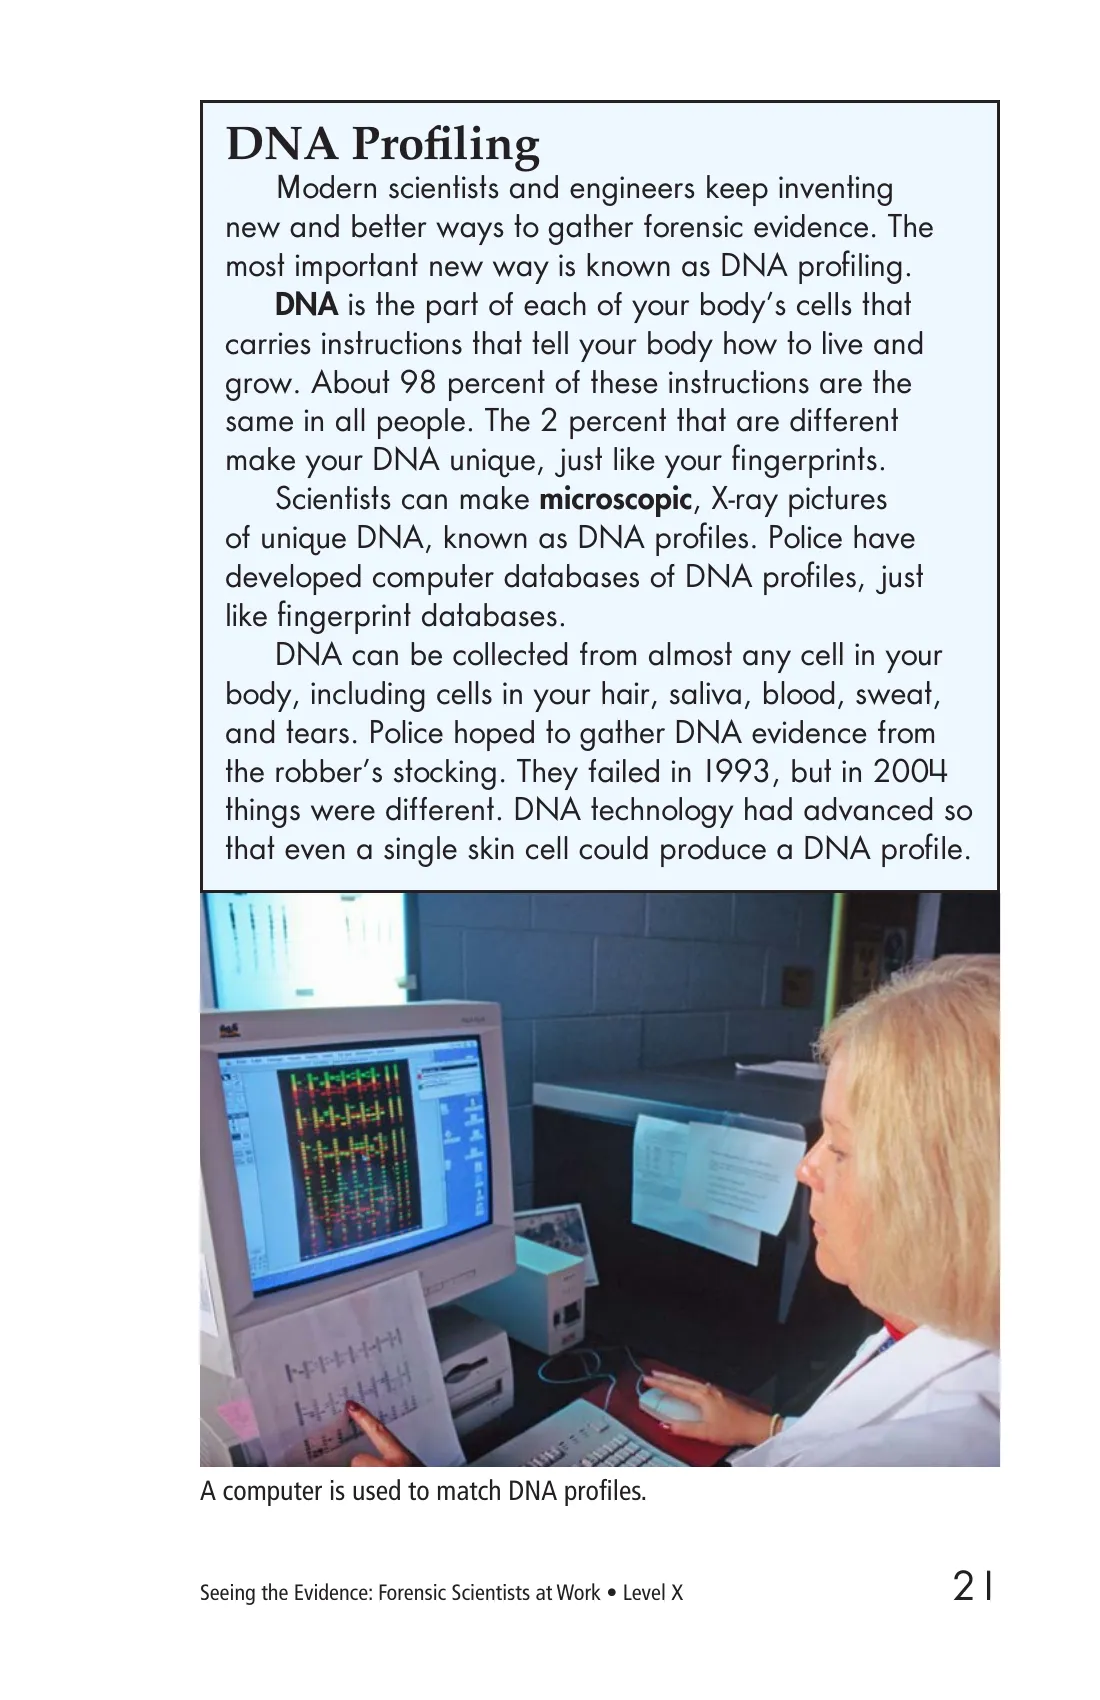 DNA Profiling
Modern scientists and engineers keep inventing
new and better ways to gather forensic evidence. The
most important new way is known as DNA profiling.
DNA is the part of each of your body's cells that
carries instructions that tell your body how to live and
grow. About 98 percent of these instructions are the
same in all people. The 2 percent that are different
make your DNA unique, just like your fingerprints.
Scientists can make microscopic, X-ray pictures
of unique DNA, known as DNA profiles. Police have
developed computer databases of DNA profiles, just
like fingerprint databases.
DNA can be collected from almost any cell in your
body, including cells in your hair, saliva, blood, sweat,
and tears. Police hoped to gather DNA evidence from
the robber's stocking. They failed in 1993, but in 2004
things were different. DNA technology had advanced so
that even a single skin cell could produce a DNA profile.
A computer is used to match DNA profiles.
Seeing the Evidence: Forensic Scientists at Work • Level X
21